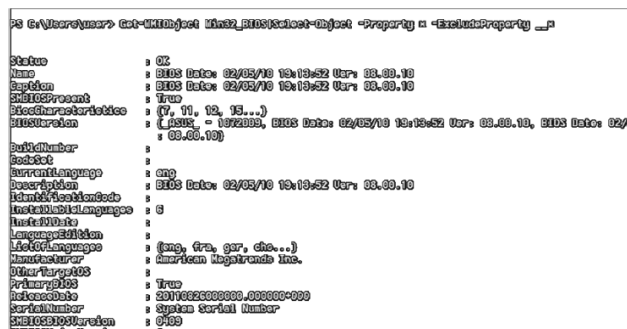 PS C:\Users\user> Get-WMIObject Win32_BIOS|Select-Object -Property * -ExcludeProperty __*
Status : OK
Name : BIOS Date: 02/05/10 19:13:52 Ver: 08.00.10
Caption : BIOS Date: 02/05/10 19:13:52 Ver: 08.00.10
SMBIOSPresent : True
BiosCharacteristics : {7, 11, 12, 15...}
BIOSVersion : {_ASUS_ - 1072009, BIOS Date: 02/05/10 19:13:52 Ver: 08.00.10, BIOS Date: 02/
: 08.00.10}
BuildNumber :
CodeSet :
CurrentLanguage : eng
Description : BIOS Date: 02/05/10 19:13:52 Ver: 08.00.10
IdentificationCode :
InstallableLanguages : 6
InstallDate :
LanguageEdition :
ListOfLanguages : {eng, fra, ger, cho...}
Manufacturer : American Megatrends Inc.
OtherTargetOS :
PrimaryBIOS : True
ReleaseDate : 20110826000000.000000+000
SerialNumber : System Serial Number
SMBIOSBIOSVersion : 0409